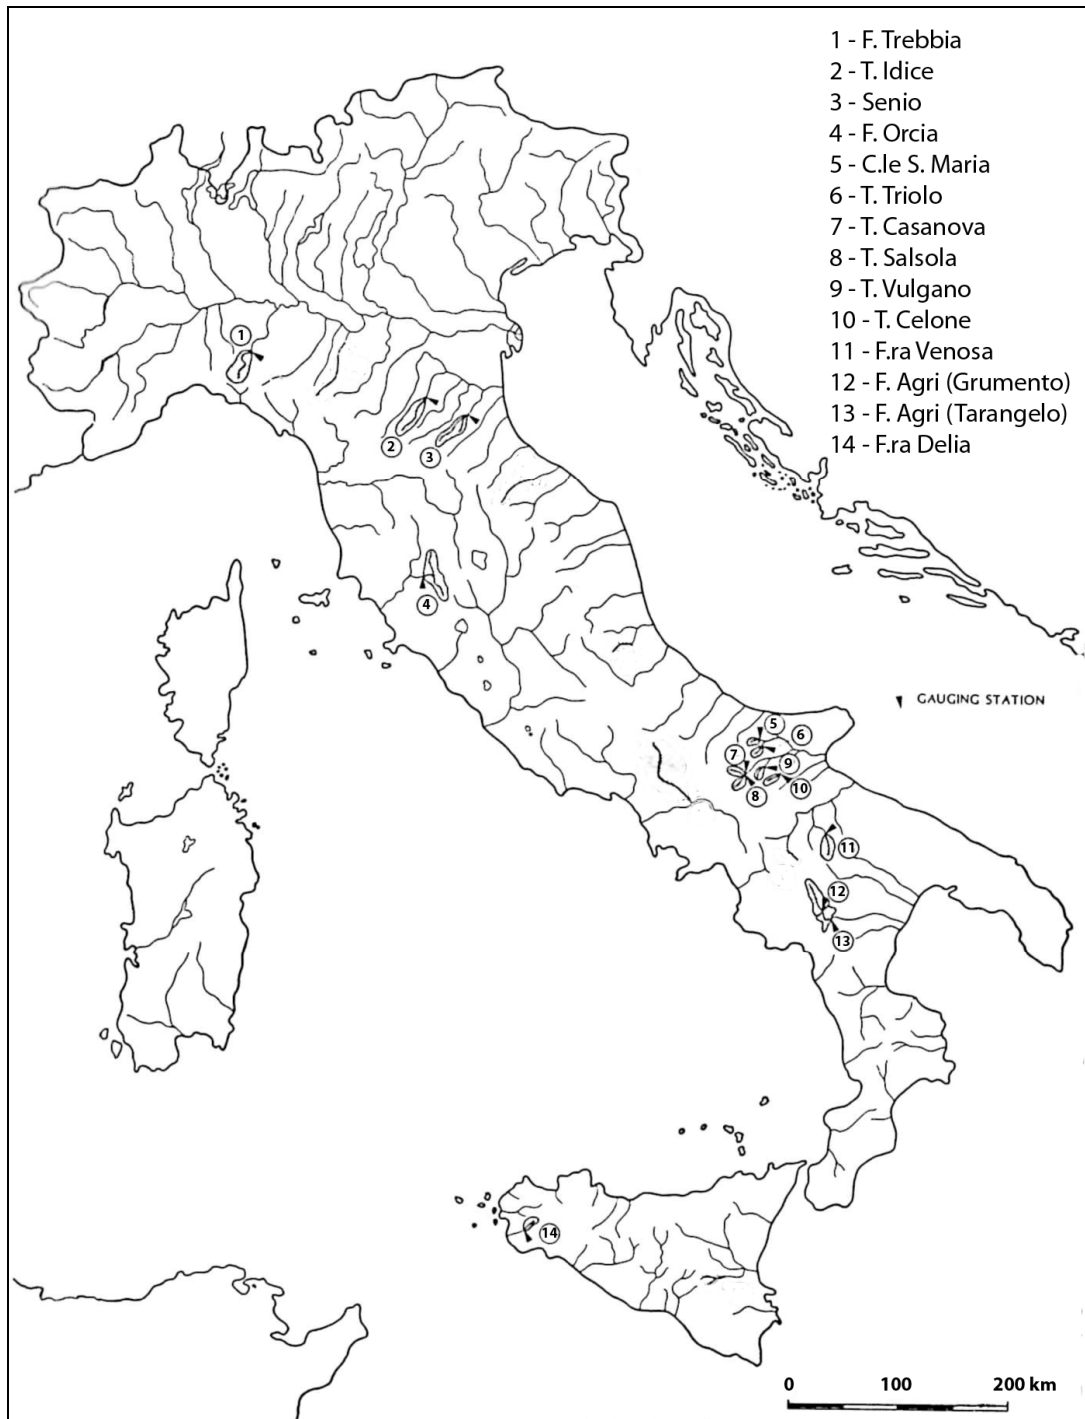 1 - F. Trebbia
2 - T. Idice
3 - Senio
4 - F. Orcia
5 - C.le S. Maria
6 - T. Triolo
7 - T. Casanova
8 - T. Salsola
9 - T. Vulgano
10 - T. Celone
11 - F.ra Venosa
12 - F. Agri (Grumento)
13 - F. Agri (Tarangelo)
14 - F.ra Delia
1
2
3
4
GAUGING STATION
5
6
7
9
8
10
11
12
13
14
0 100 200 km